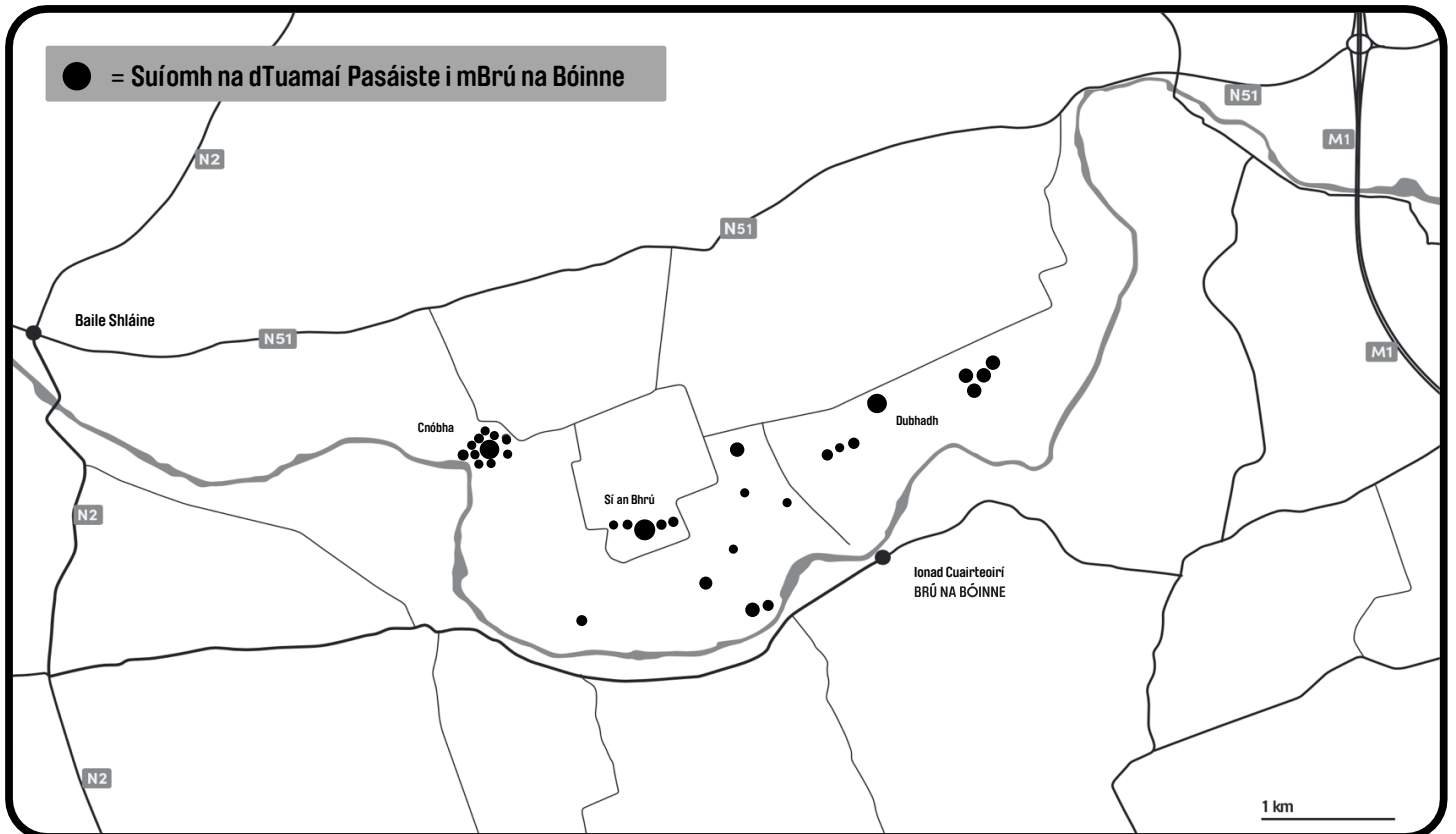 = Suíomh na dTuamaí Pasáiste i mBrú na Bóinne
N51
M1
N2
N51
Baile Shláine
N51
M1
Cnóbha
Dubhadh
Sí an Bhrú
N2
Ionad Cuairteoirí
BRÚ NA BÓINNE
N2
1 km